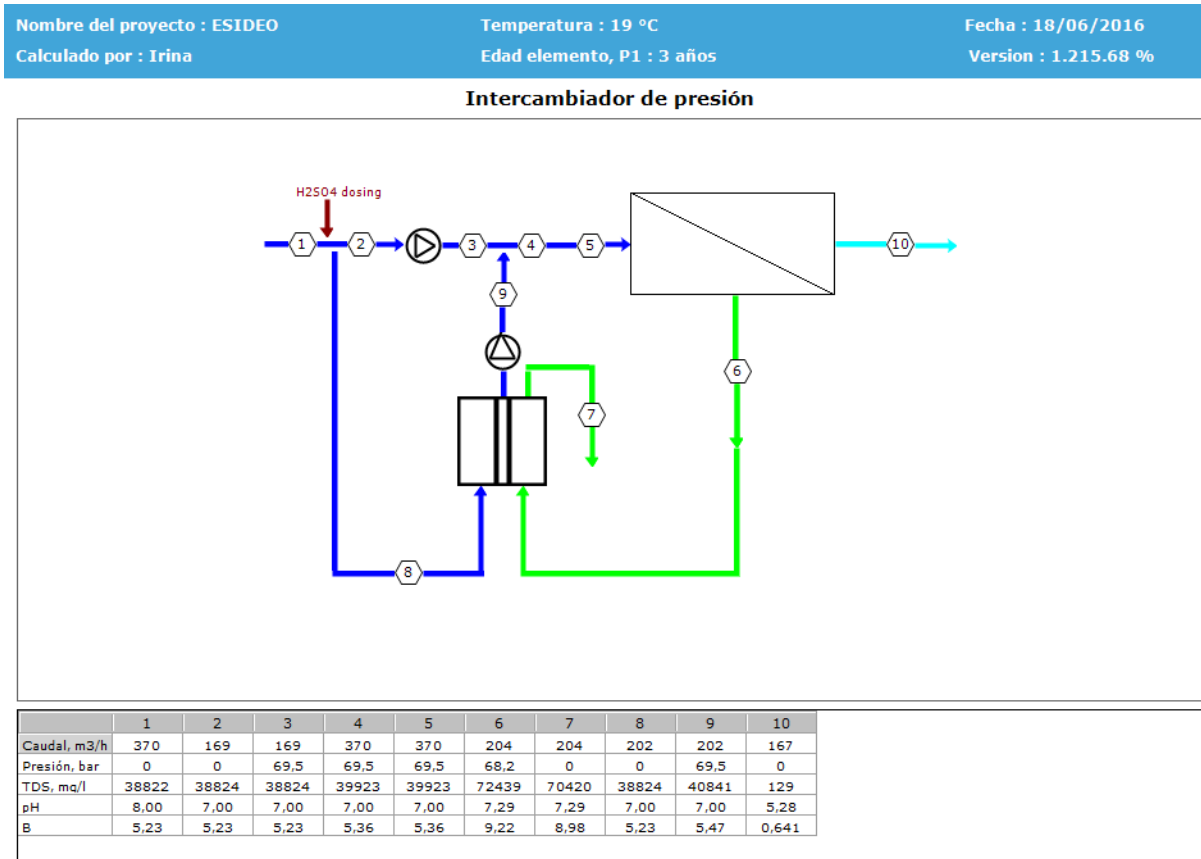 Nombre del proyecto : ESIDEO Temperatura : 19 °C Fecha : 18/06/2016
Calculado por : Irina Edad elemento, P1 : 3 años Version : 1.215.68 %
Intercambiador de presión
H2SO4 dosing
1 2 3 4 5 10
9
6
7
8
1 2 3 4 5 6 7 8 9 10
Caudal, m3/h 370 169 169 370 370 204 204 202 202 167
Presión, bar 0 0 69,5 69,5 69,5 68,2 0 0 69,5 0
TDS, mg/l 38822 38824 38824 39923 39923 72439 70420 38824 40841 129
pH 8,00 7,00 7,00 7,00 7,00 7,29 7,29 7,00 7,00 5,28
B 5,23 5,23 5,23 5,36 5,36 9,22 8,98 5,23 5,47 0,641